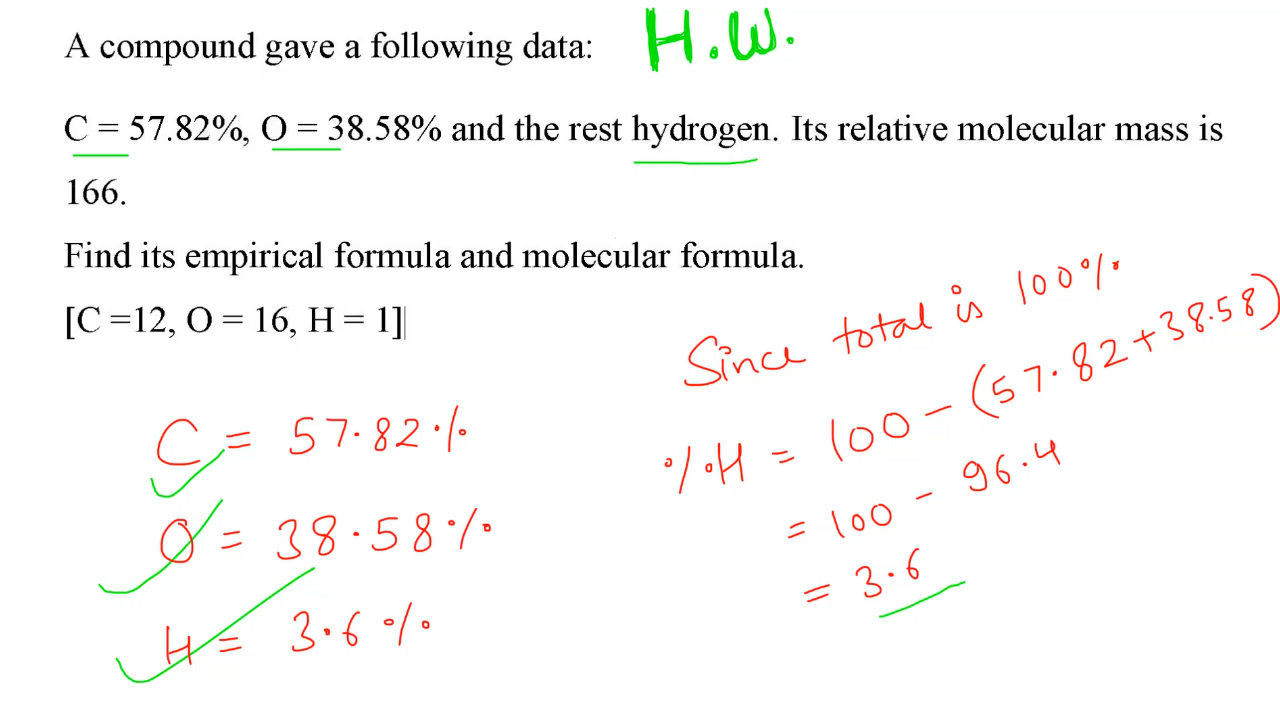 A compound gave a following data: H.W.
C = 57.82%, O = 38.58% and the rest hydrogen. Its relative molecular mass is
166.
Find its empirical formula and molecular formula.
[C =12, O = 16, H = 1]
C = 57.82%
O = 38.58%
H = 3.6%
Since total is 100%
%H = 100 - (57.82+38.58)
= 100 - 96.4
= 3.6